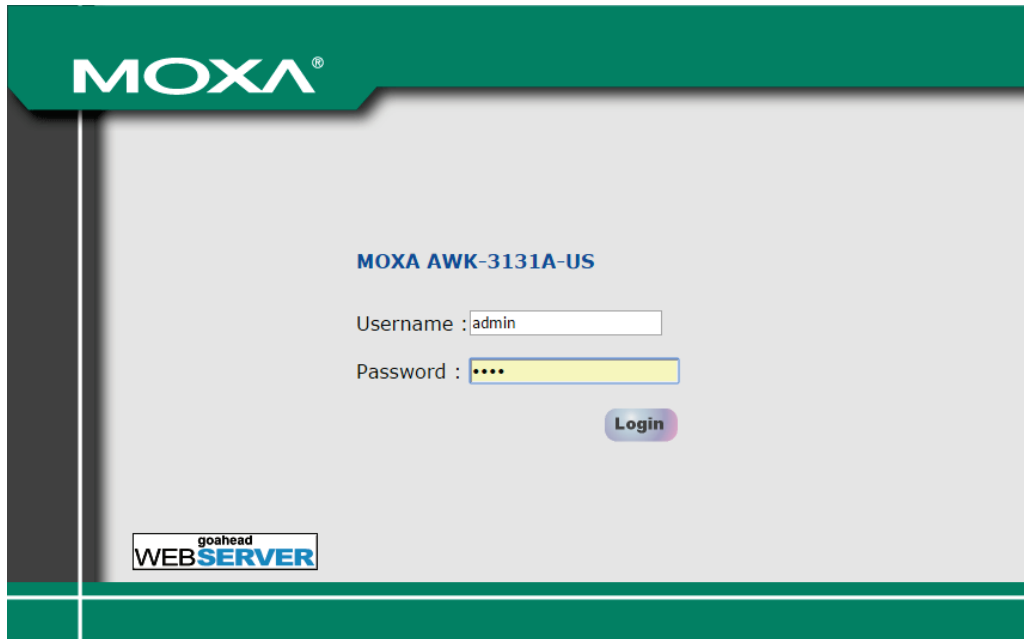 MOXA®
MOXA AWK-3131A-US
Username : admin
Password : ••••
Login
goahead
WEBSERVER